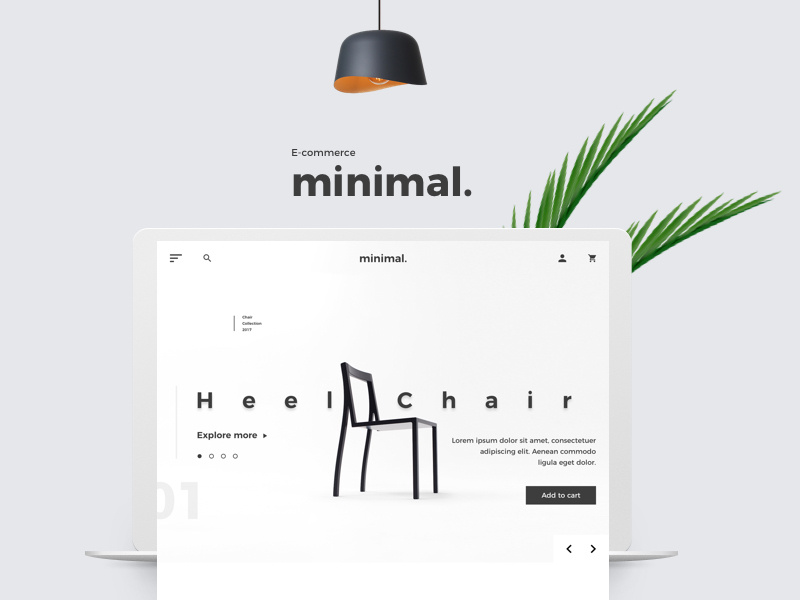 E-commerce
minimal.
minimal.
Chair
Collection
2017
Heel Chair
Explore more
Lorem ipsum dolor sit amet, consectetuer
adipiscing elit. Aenean commodo
ligula eget dolor.
01
Add to cart